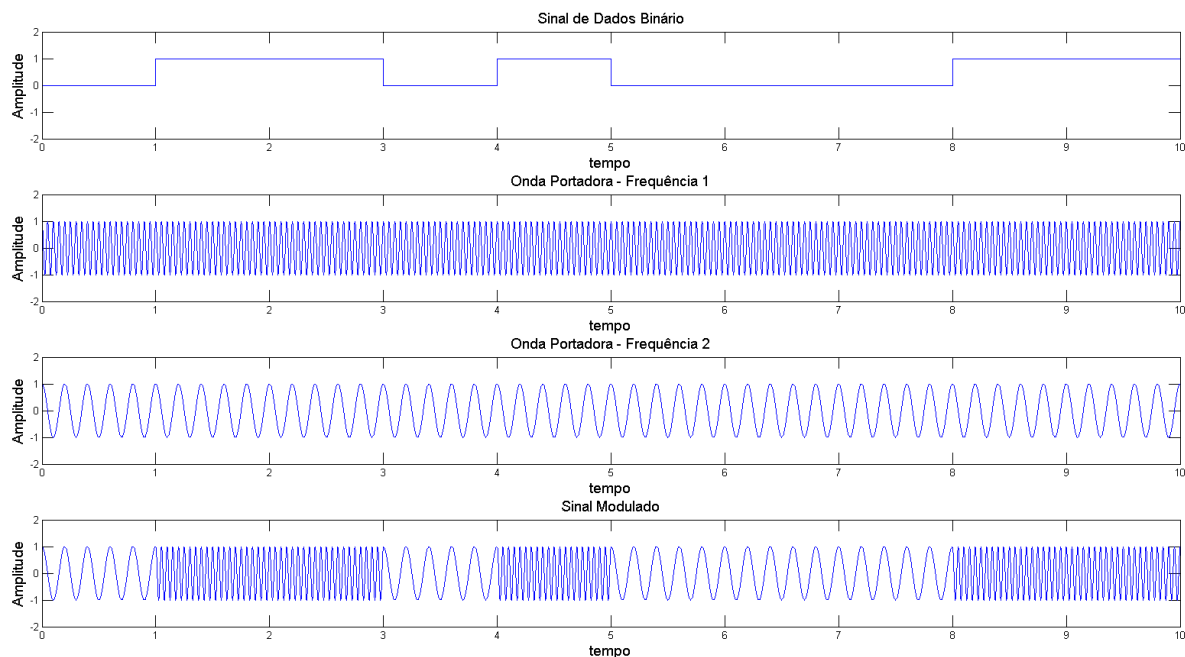 Sinal de Dados Binário
2
1
0
-1
-2
Amplitude
0 1 2 3 4 5 6 7 8 9 10
tempo
Onda Portadora - Frequência 1
2
1
0
-1
-2
Amplitude
0 1 2 3 4 5 6 7 8 9 10
tempo
Onda Portadora - Frequência 2
2
1
0
-1
-2
Amplitude
0 1 2 3 4 5 6 7 8 9 10
tempo
Sinal Modulado
2
1
0
-1
-2
Amplitude
0 1 2 3 4 5 6 7 8 9 10
tempo